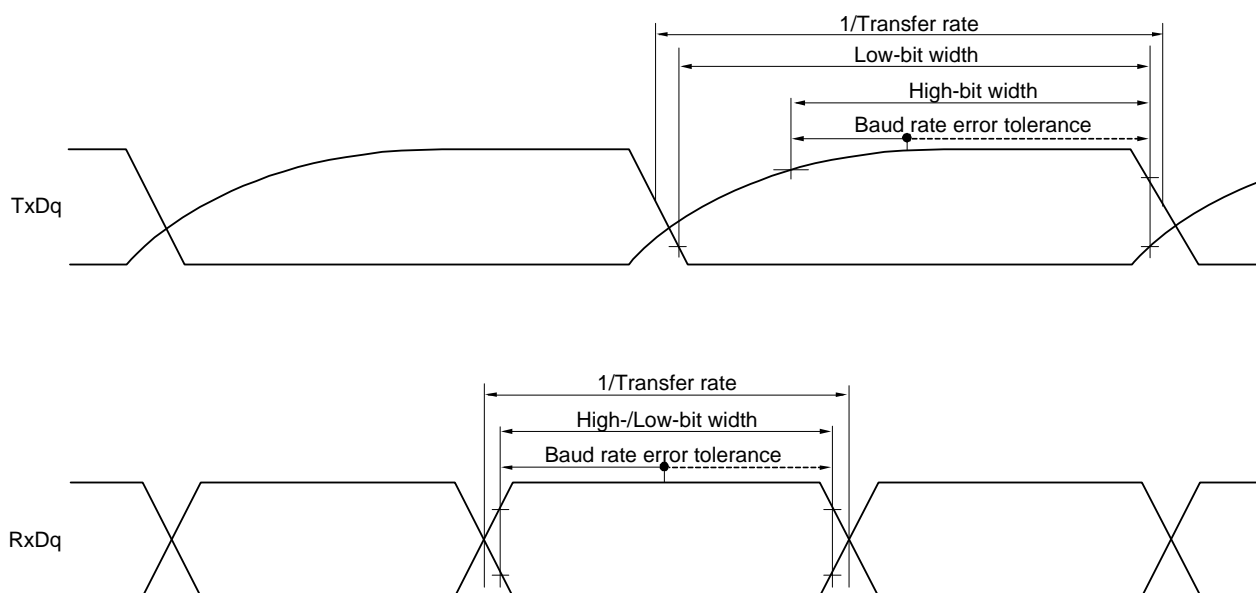 1/Transfer rate
Low-bit width
High-bit width
Baud rate error tolerance
TxDq
1/Transfer rate
High-/Low-bit width
Baud rate error tolerance
RxDq